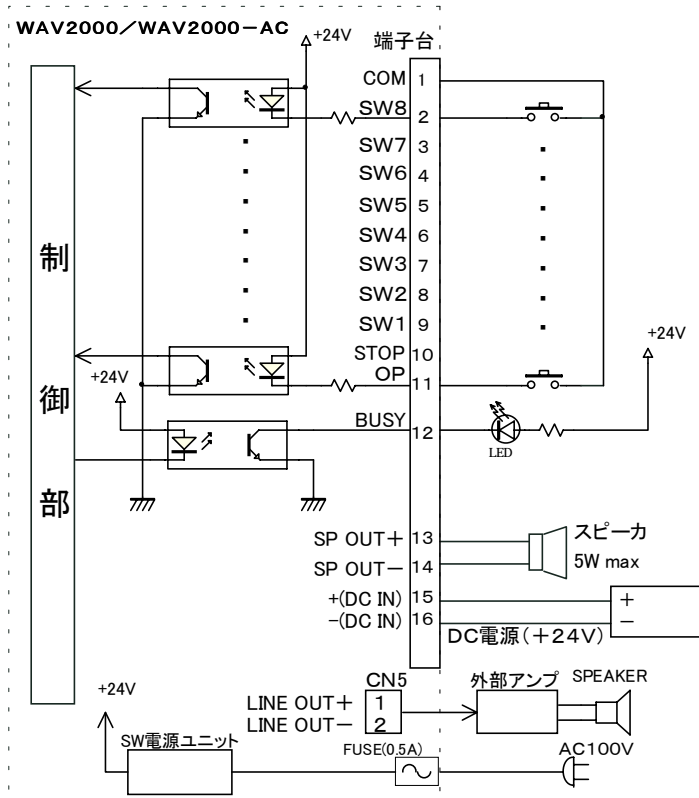 WAV2000／WAV2000－AC
+24V
端子台
COM 1
SW8 2
SW7 3
SW6 4
SW5 5
SW4 6
SW3 7
SW2 8
SW1 9
STOP 10
OP 11
BUSY 12
制御部
+24V
+24V
LED
SP OUT＋ 13
SP OUT－ 14
スピーカ
5W max
+(DC IN) 15
-(DC IN) 16
＋
－
DC電源(＋24V)
CN5
LINE OUT＋ 1
LINE OUT－ 2
外部アンプ
SPEAKER
+24V
SW電源ユニット
FUSE(0.5A)
AC100V